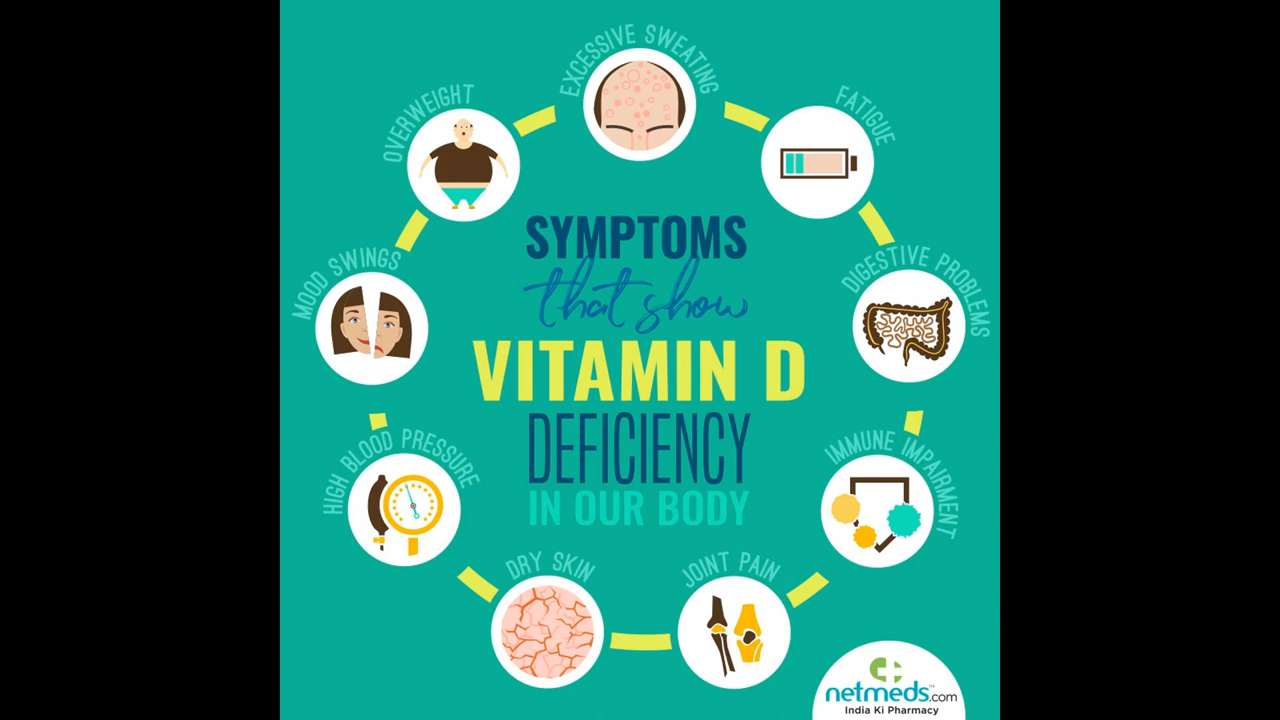 SYMPTOMS
that show
VITAMIN D
DEFICIENCY
IN OUR BODY
EXCESSIVE SWEATING
FATIGUE
DIGESTIVE PROBLEMS
IMMUNE IMPAIRMENT
JOINT PAIN
DRY SKIN
HIGH BLOOD PRESSURE
MOOD SWINGS
OVERWEIGHT
netmeds.com™
India Ki Pharmacy